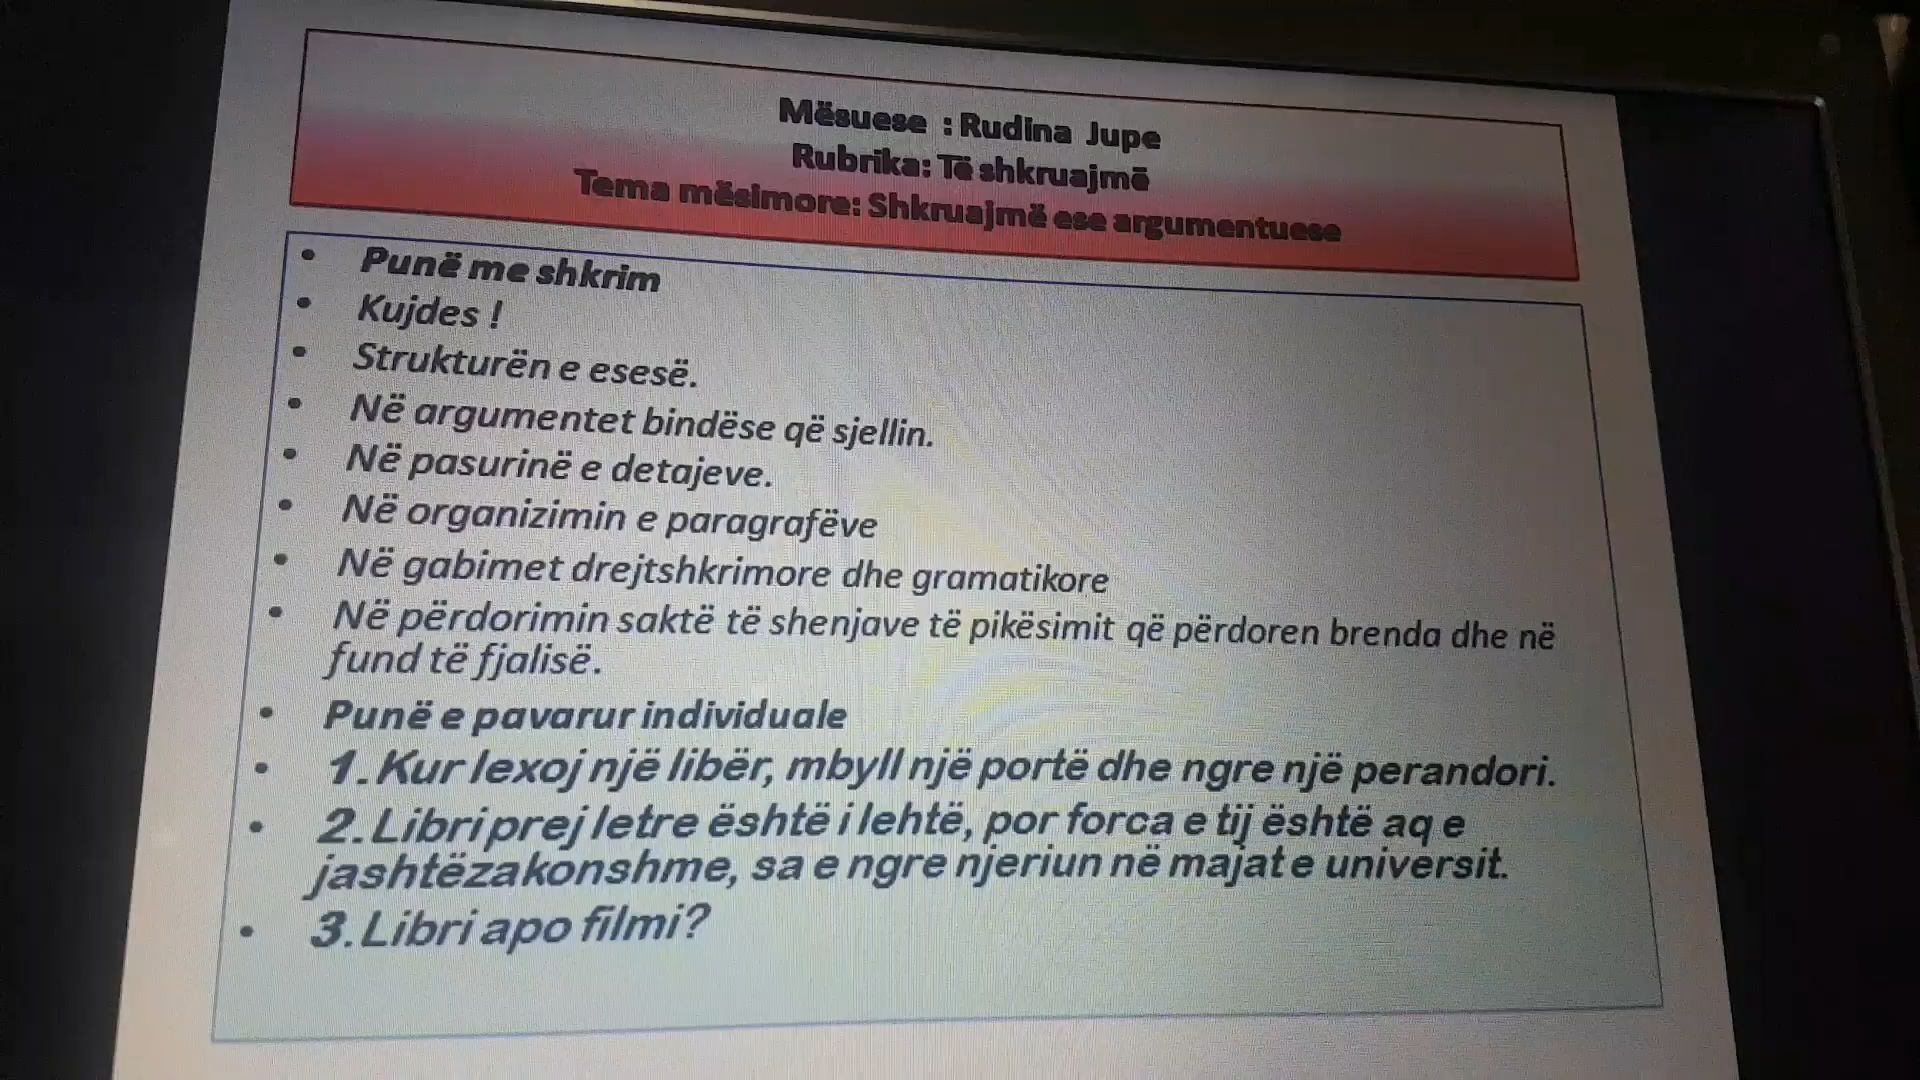 Mësuese : Rudina Jupe
Rubrika: Të shkruajmë
Tema mësimore: Shkruajmë ese argumentuese
• Punë me shkrim
• Kujdes !
• Strukturën e esesë.
• Në argumentet bindëse që sjellin.
• Në pasurinë e detajeve.
• Në organizimin e paragrafëve
• Në gabimet drejtshkrimore dhe gramatikore
• Në përdorimin saktë të shenjave të pikësimit që përdoren brenda dhe në
fund të fjalisë.
• Punë e pavarur individuale
• 1.Kur lexoj një libër, mbyll një portë dhe ngre një perandori.
• 2.Libri prej letre është i lehtë, por forca e tij është aq e
jashtëzakonshme, sa e ngre njeriun në majat e universit.
• 3.Libri apo filmi?